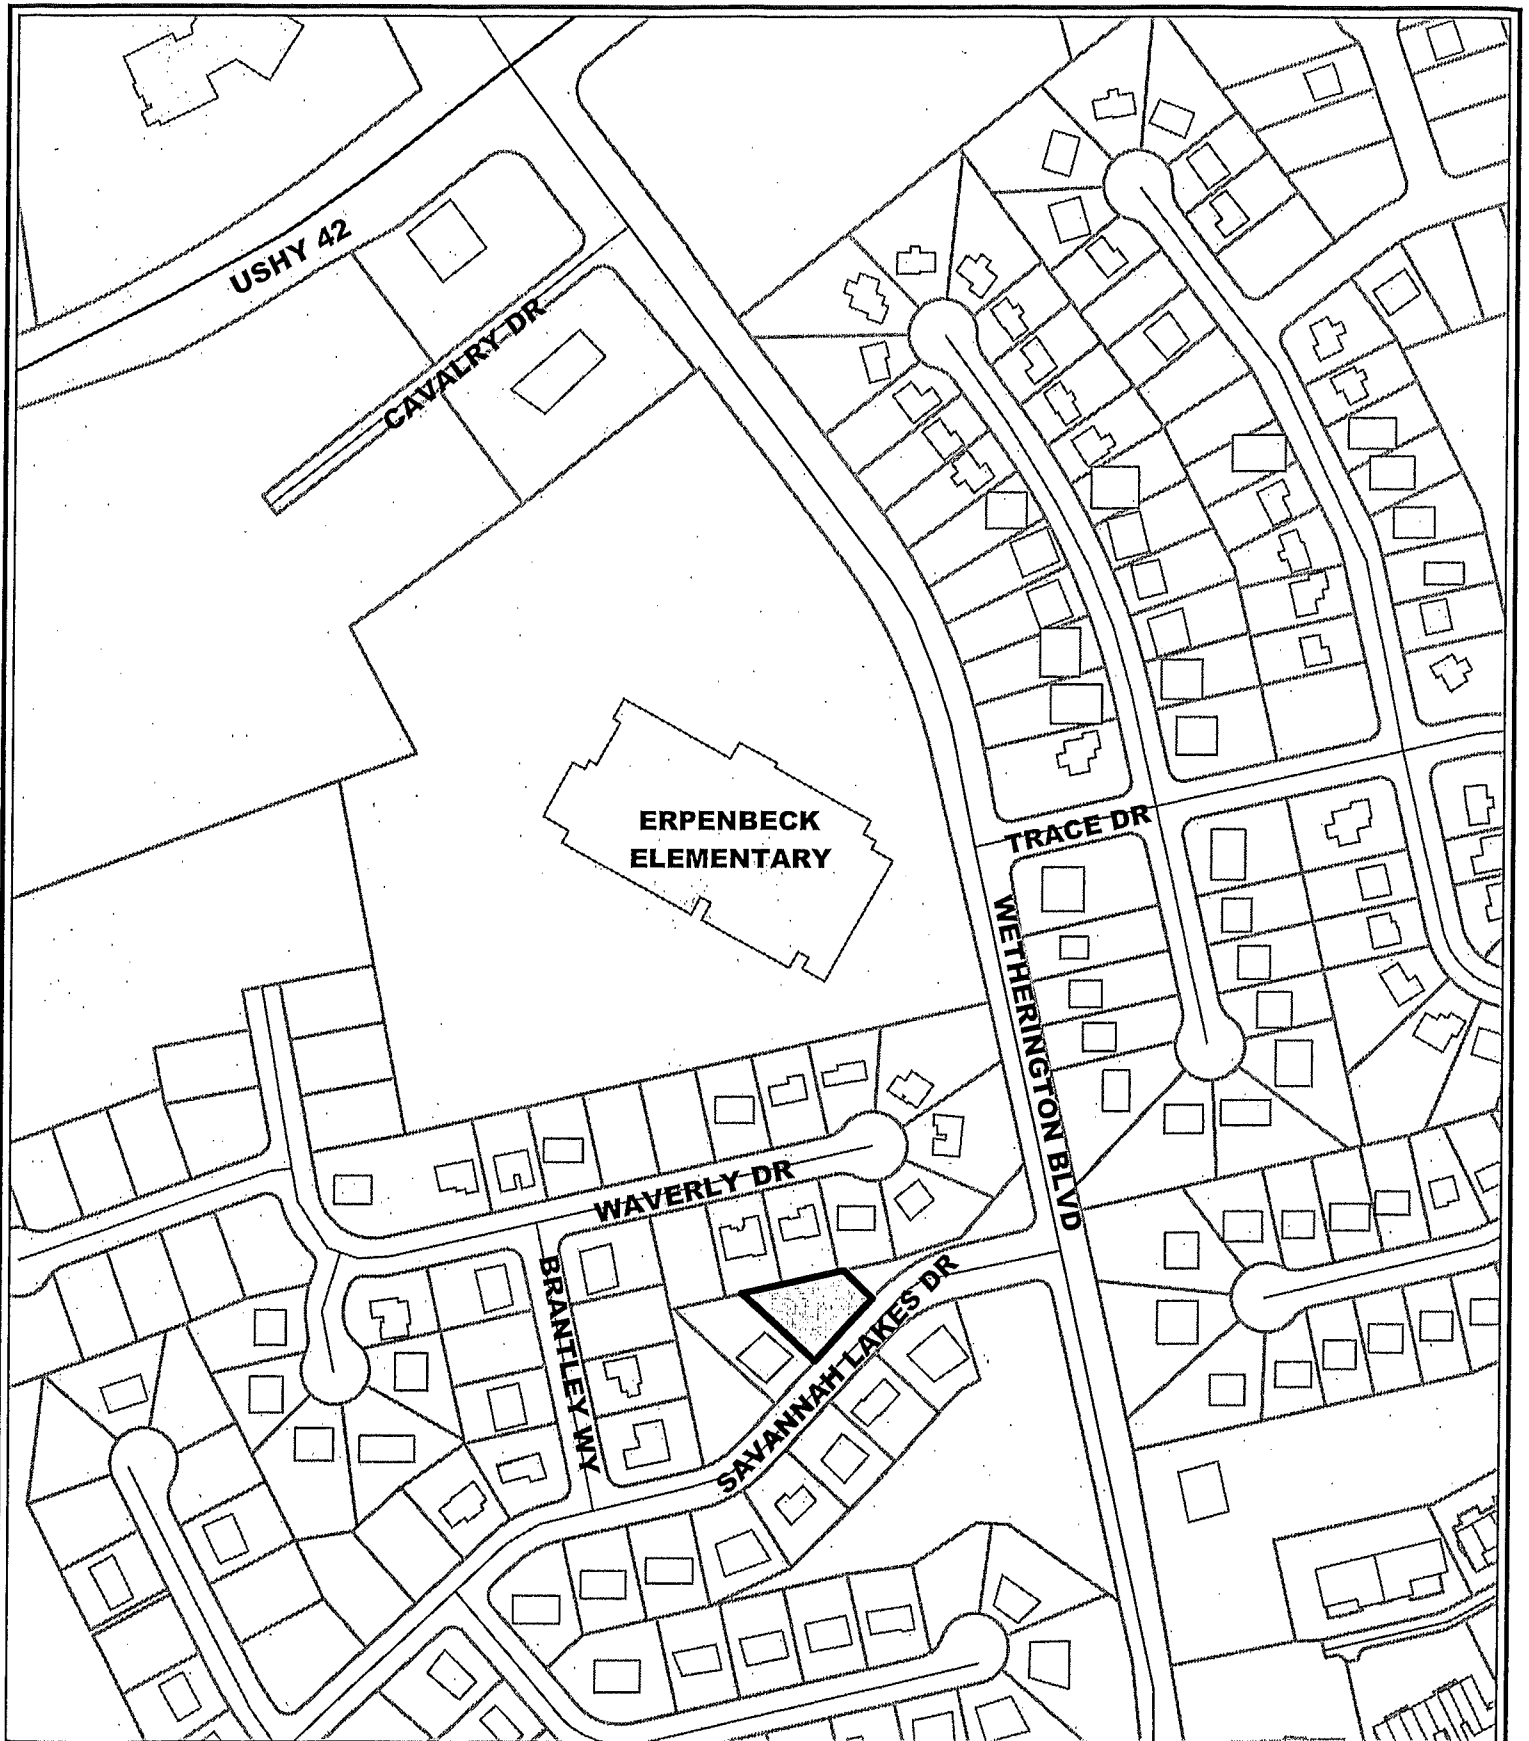 USHY 42
CAVALRY DR
ERPENBECK
ELEMENTARY
TRACE DR
WETHERINGTON BLVD
WAVERLY DR
BRANTLEY WY
SAVANNAH LAKES DR